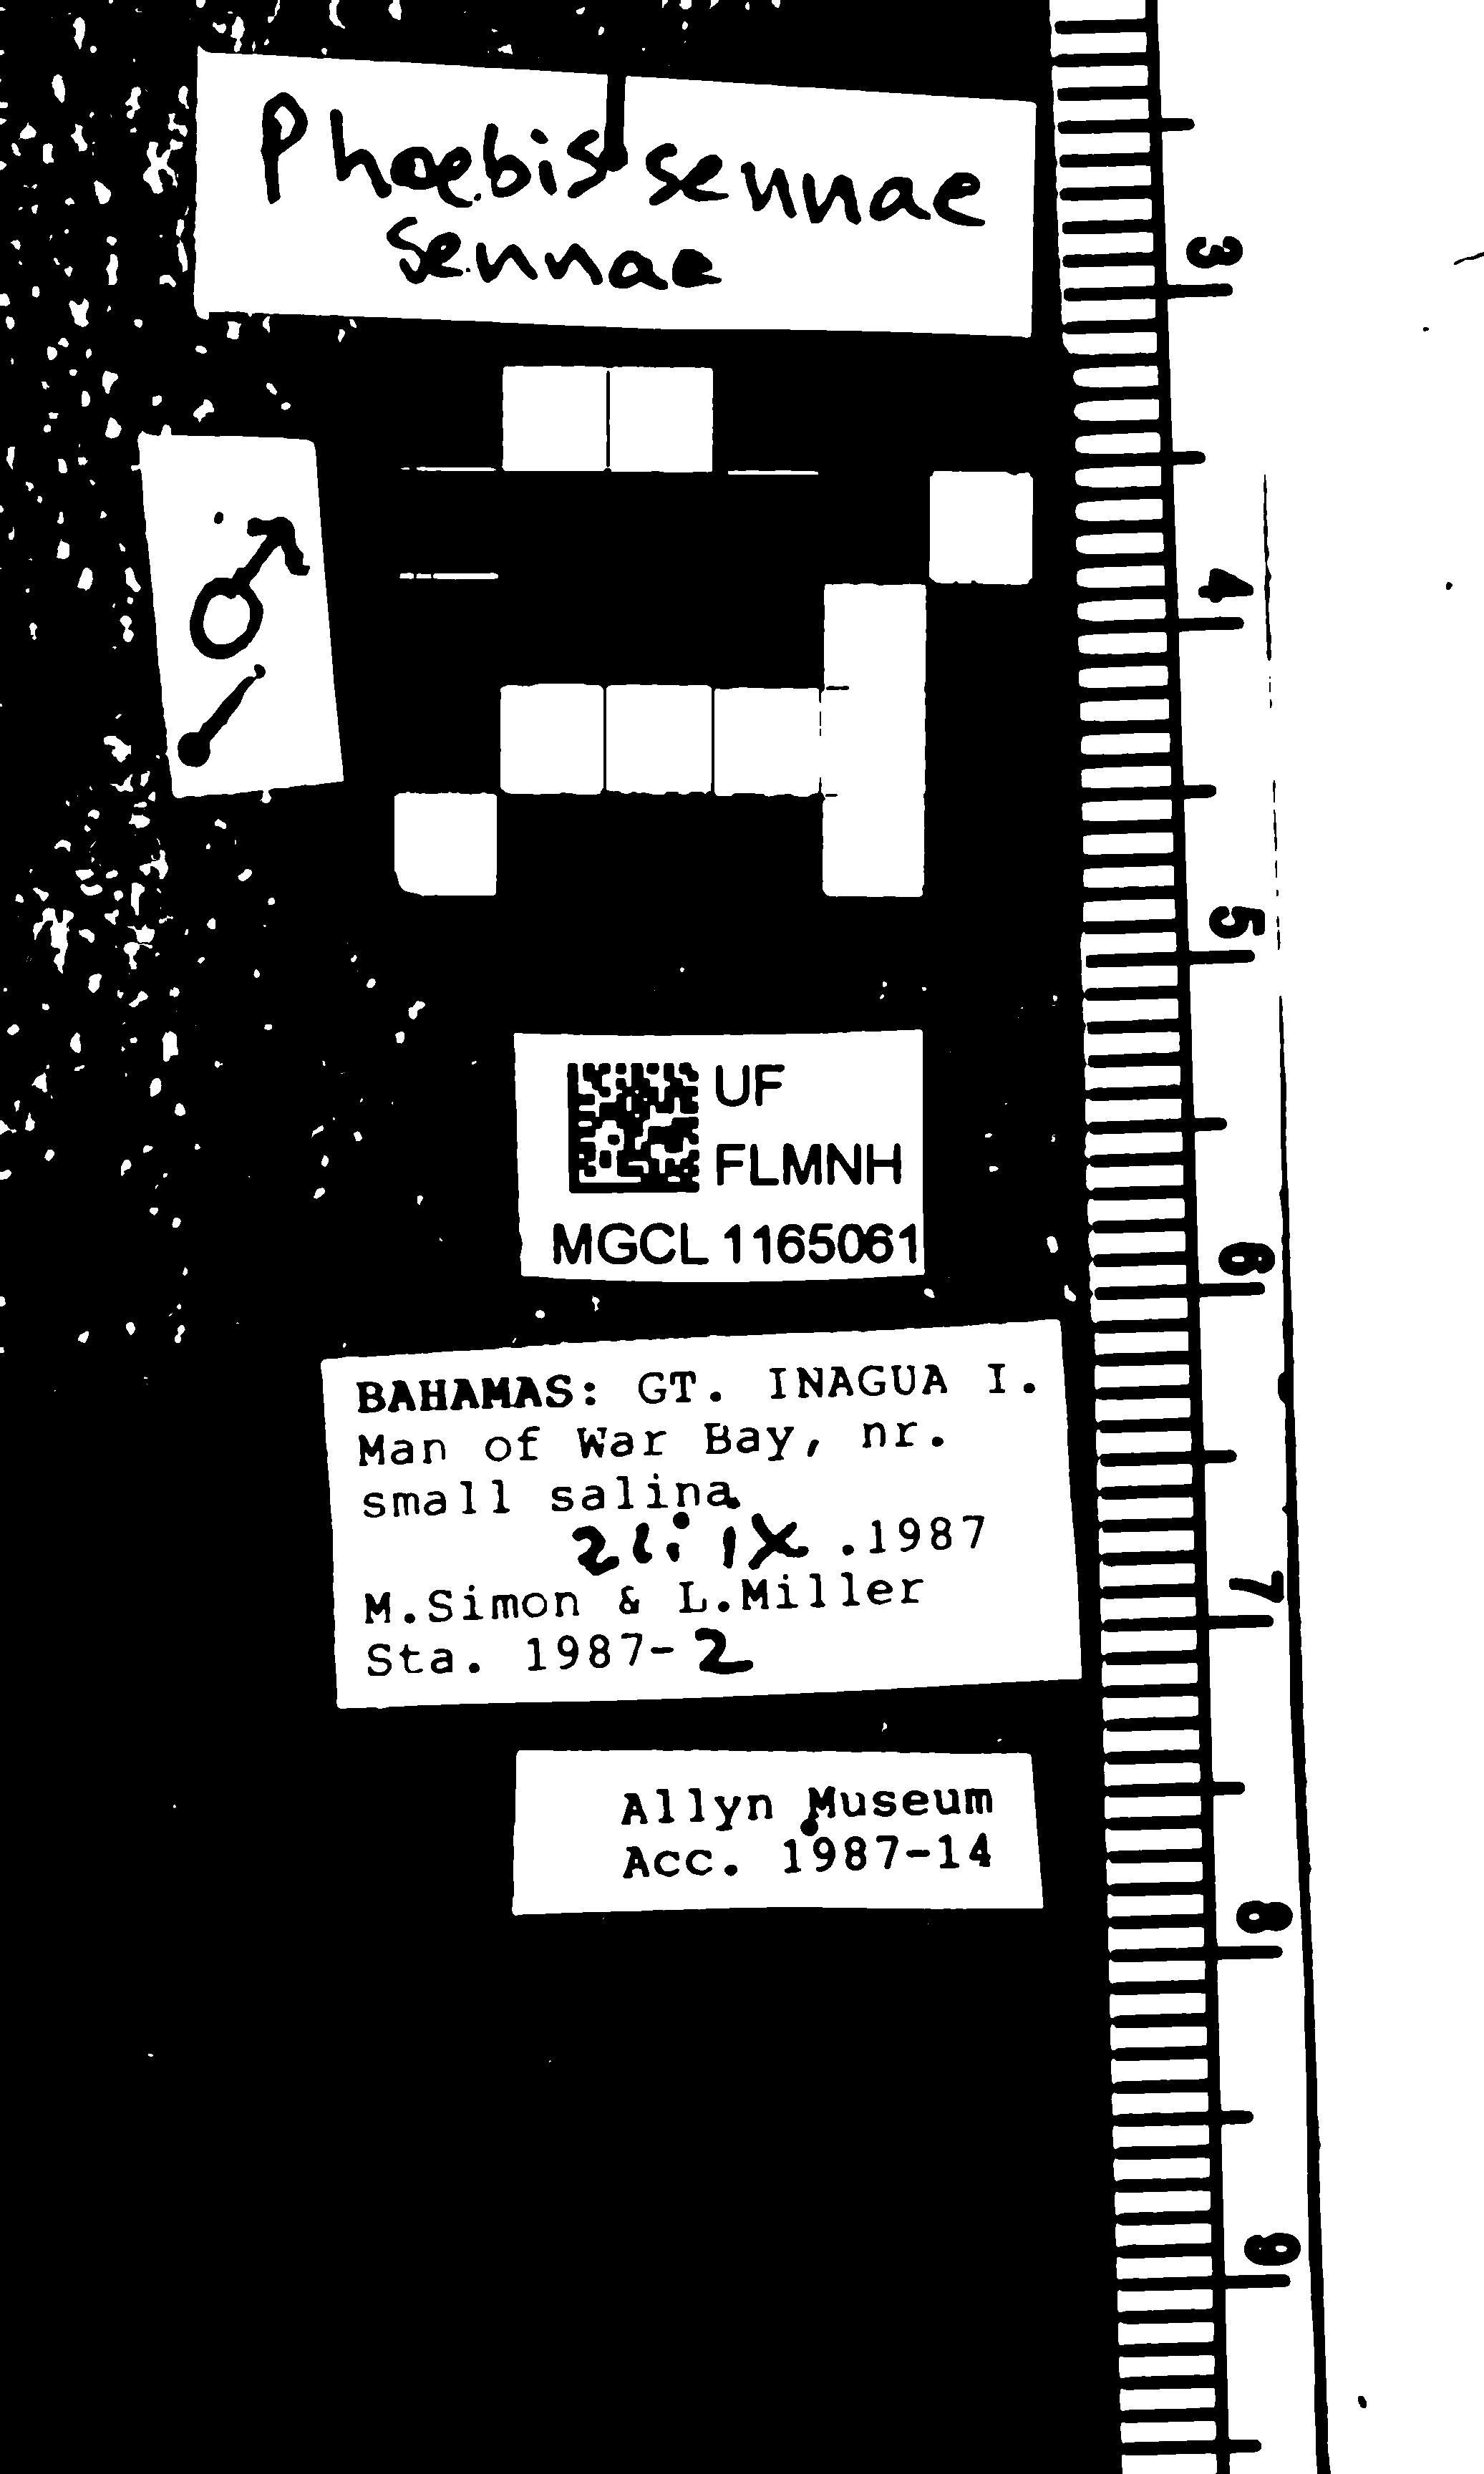 Phoebis sennae
sennae
♂
UF
FLMNH
MGCL 1165061
BAHAMAS: GT. INAGUA I.
Man of War Bay, nr.
small salina
IX .1987
M.Simon & L.Miller
Sta. 1987-2
Allyn Museum
Acc. 1987-14
3
4
5
6
7
8
9